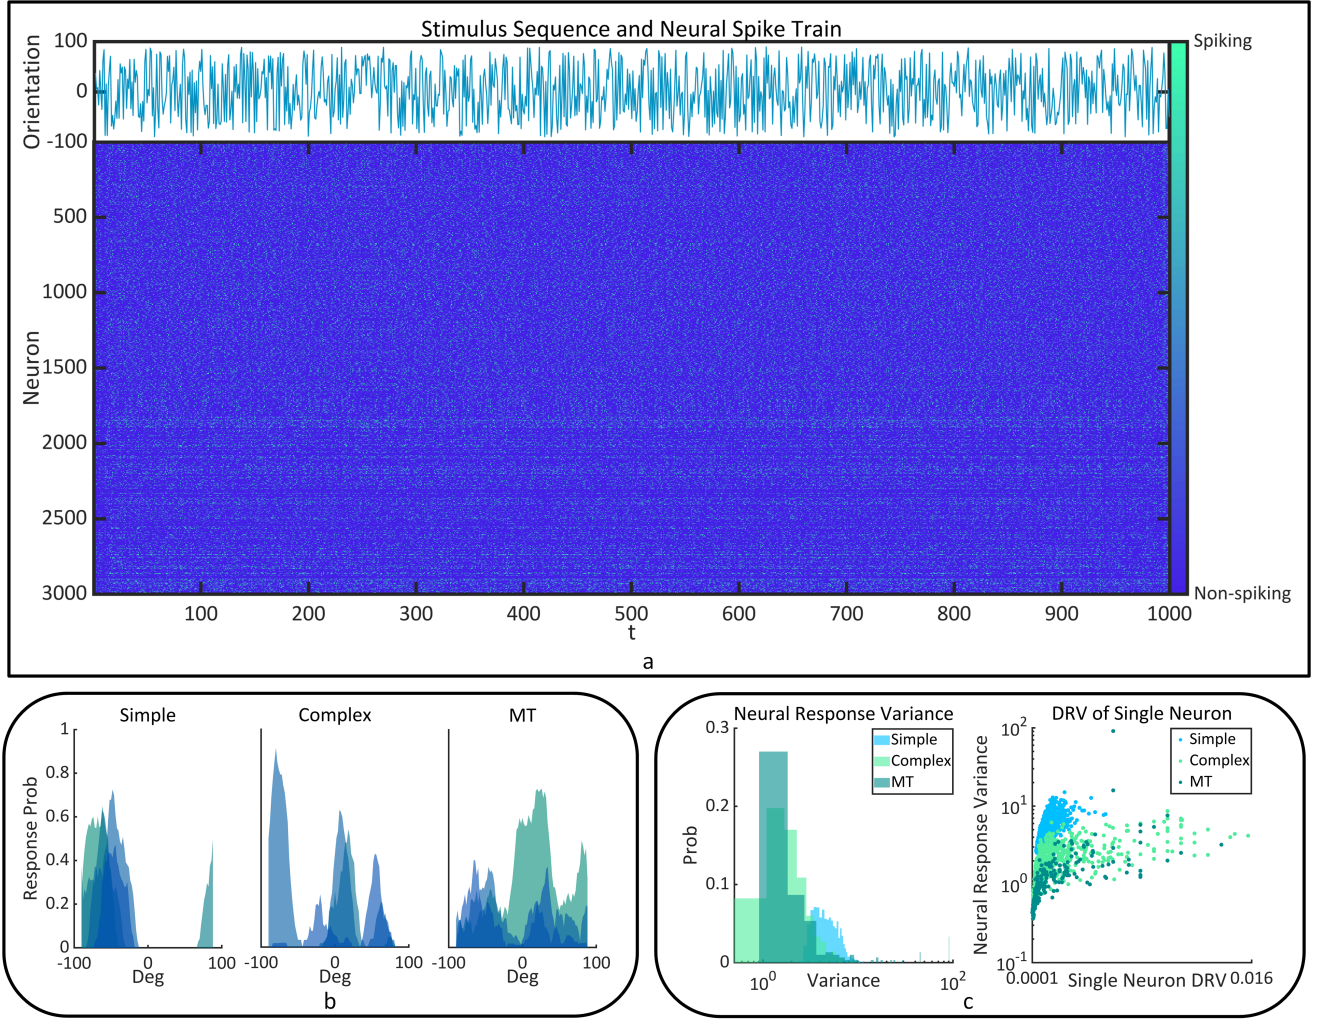 Stimulus Sequence and Neural Spike Train
Orientation
100
0
-100
Spiking
Non-spiking
Neuron
500
1000
1500
2000
2500
3000
100 200 300 400 500 600 700 800 900 1000
t
a
Simple Complex MT
Response Prob
1
0.8
0.6
0.4
0.2
0
-100 0 100 -100 0 100 -100 0 100
Deg Deg Deg
b
Neural Response Variance
Prob
0.3
0.2
0.1
0
Simple
Complex
MT
10^0 Variance 10^2
DRV of Single Neuron
Neural Response Variance
10^2
10^1
10^0
10^-1
Simple
Complex
MT
0.0001 Single Neuron DRV 0.016
c